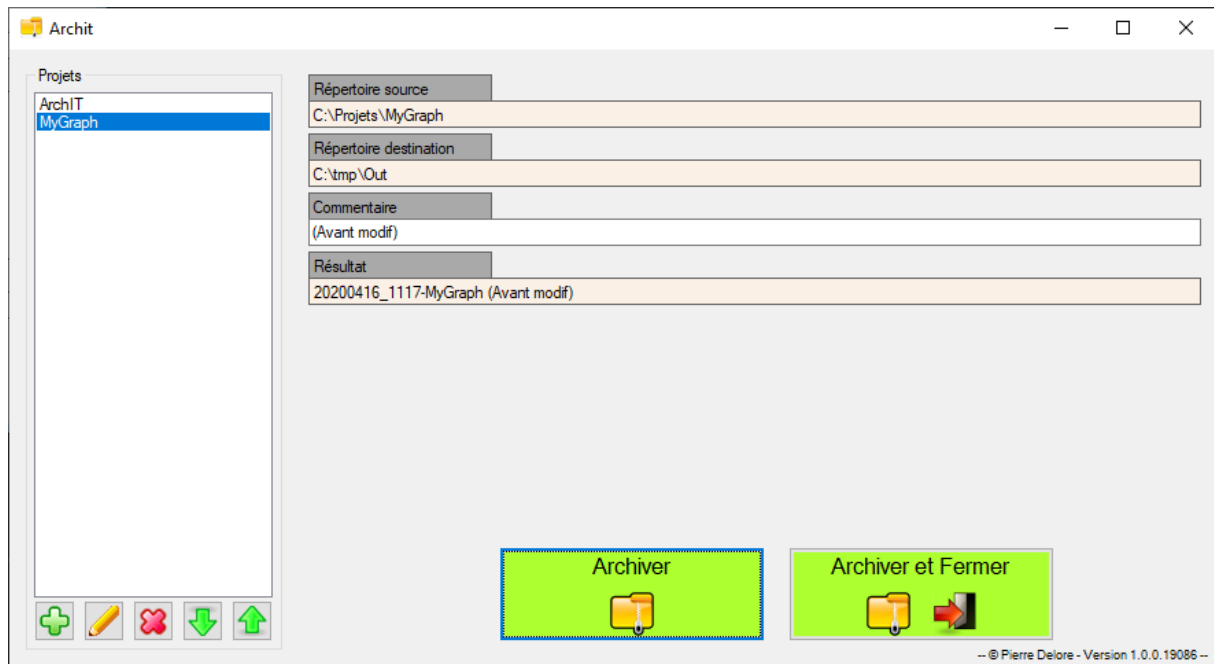 Archit
Projets
ArchIT
MyGraph
Répertoire source
C:\Projets\MyGraph
Répertoire destination
C:\tmp\Out
Commentaire
(Avant modif)
Résultat
20200416_1117-MyGraph (Avant modif)
Archiver
Archiver et Fermer
-- © Pierre Delore - Version 1.0.0.19086 --